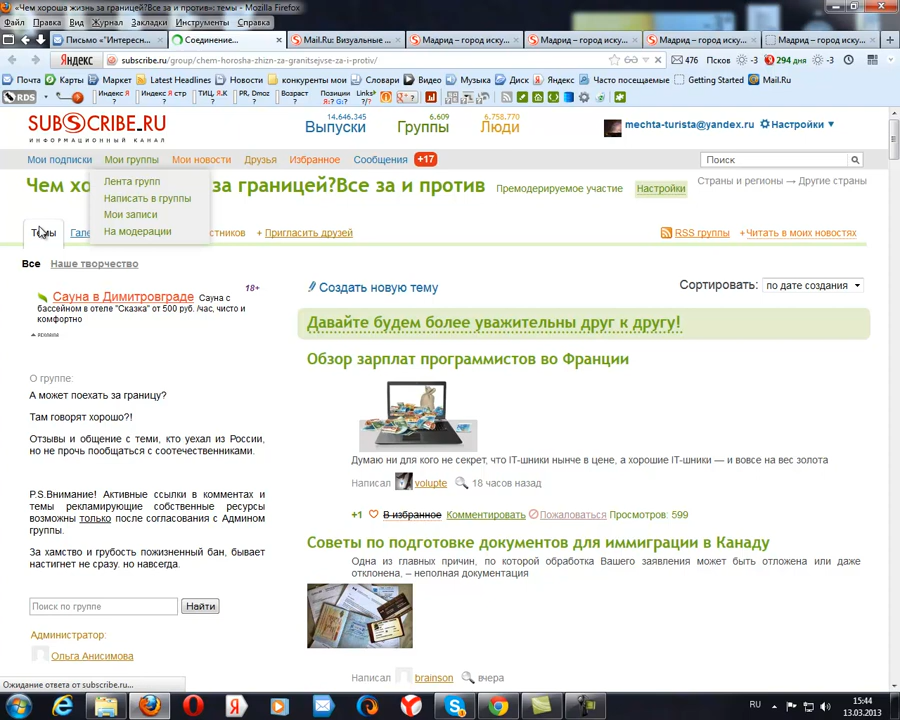 «Чем хороша жизнь за границей?Все за и против»: темы - Mozilla Firefox
Файл Правка Вид Журнал Закладки Инструменты Справка
Письмо «"Интересн... Соединение... Mail.Ru: Визуальные ... Мадрид – город иску... Мадрид – город иску... Мадрид – город иску... Мадрид – город иску...
Яндекс subscribe.ru/group/chem-horosha-zhizn-za-granitsejvse-za-i-protiv/ 476 Псков -3 294 дня -3
Почта Карты Маркет Latest Headlines Новости конкуренты мои Словари Видео Музыка Диск Яндекс Часто посещаемые Getting Started Mail.Ru
RDS Индекс Я ? Индекс Я стр ? ТИЦ, Я.К ? PR, Dmoz ? Возраст ? Позиции Я:? G:? Линки
SUBSCRIBE.RU
ИНФОРМАЦИОННЫЙ КАНАЛ
14.646.345 6.609 6.758.770
Выпуски Группы Люди
mechta-turista@yandex.ru Настройки ▼
Мои подписки Мои группы Мои новости Друзья Избранное Сообщения +17 Поиск
Лента групп
Написать в группы
Мои записи
На модерации
Чем хо за границей?Все за и против Премодерируемое участие Настройки Страны и регионы → Другие страны
Темы Гале стников + Пригласить друзей RSS группы +Читать в моих новостях
Все Наше творчество
18+
Сауна в Димитровграде Сауна с
бассейном в отеле "Сказка" от 500 руб. /час, чисто и
комфортно
О группе:
А может поехать за границу?
Там говорят хорошо?!
Отзывы и общение с теми, кто уехал из России,
но не прочь пообщаться с соотечественниками.
P.S.Внимание! Активные ссылки в комментах и
темы рекламирующие собственные ресурсы
возможны только после согласования с Админом
группы.
За хамство и грубость пожизненный бан, бывает
настигнет не сразу. но навсегда.
Поиск по группе Найти
Администратор:
Ольга Анисимова
Создать новую тему Сортировать: по дате создания
Давайте будем более уважительны друг к другу!
Обзор зарплат программистов во Франции
Думаю ни для кого не секрет, что IT-шники нынче в цене, а хорошие IT-шники — и вовсе на вес золота
Написал volupte 18 часов назад
+1 В избранное Комментировать Пожаловаться Просмотров: 599
Советы по подготовке документов для иммиграции в Канаду
Одна из главных причин, по которой обработка Вашего заявления может быть отложена или даже
отклонена, – неполная документация
Написал brainson вчера
Ожидание ответа от subscribe.ru...
RU 15:44
13.03.2013